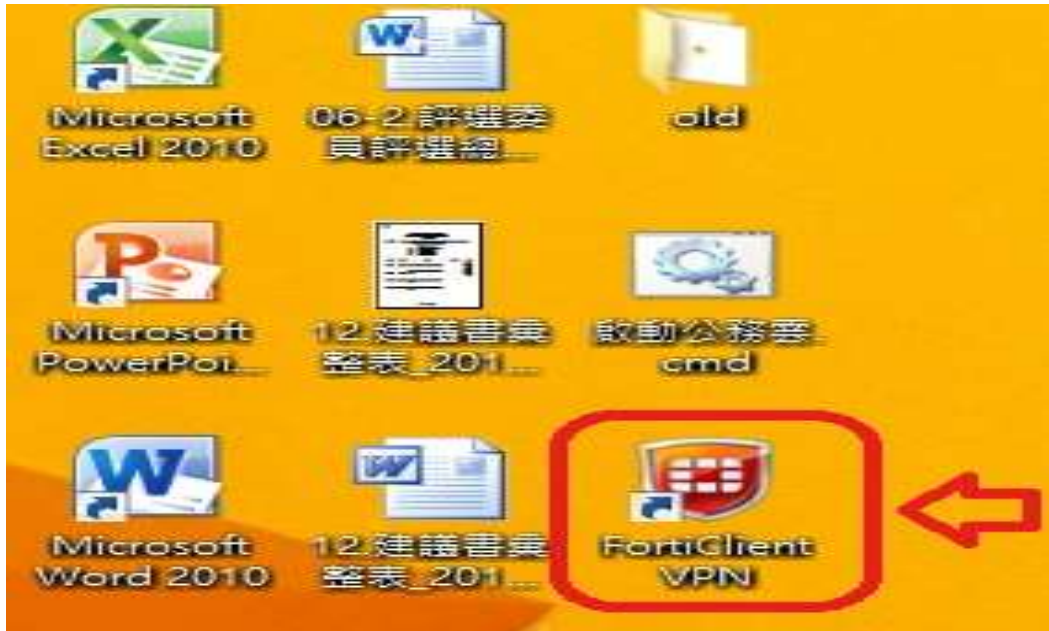 Microsoft
Excel 2010
06-2.評選委
員評選總...
old
Microsoft
PowerPoi...
12.建議書彙
整表_201...
啟動公務雲.
cmd
Microsoft
Word 2010
12.建議書彙
整表_201...
FortiClient
VPN